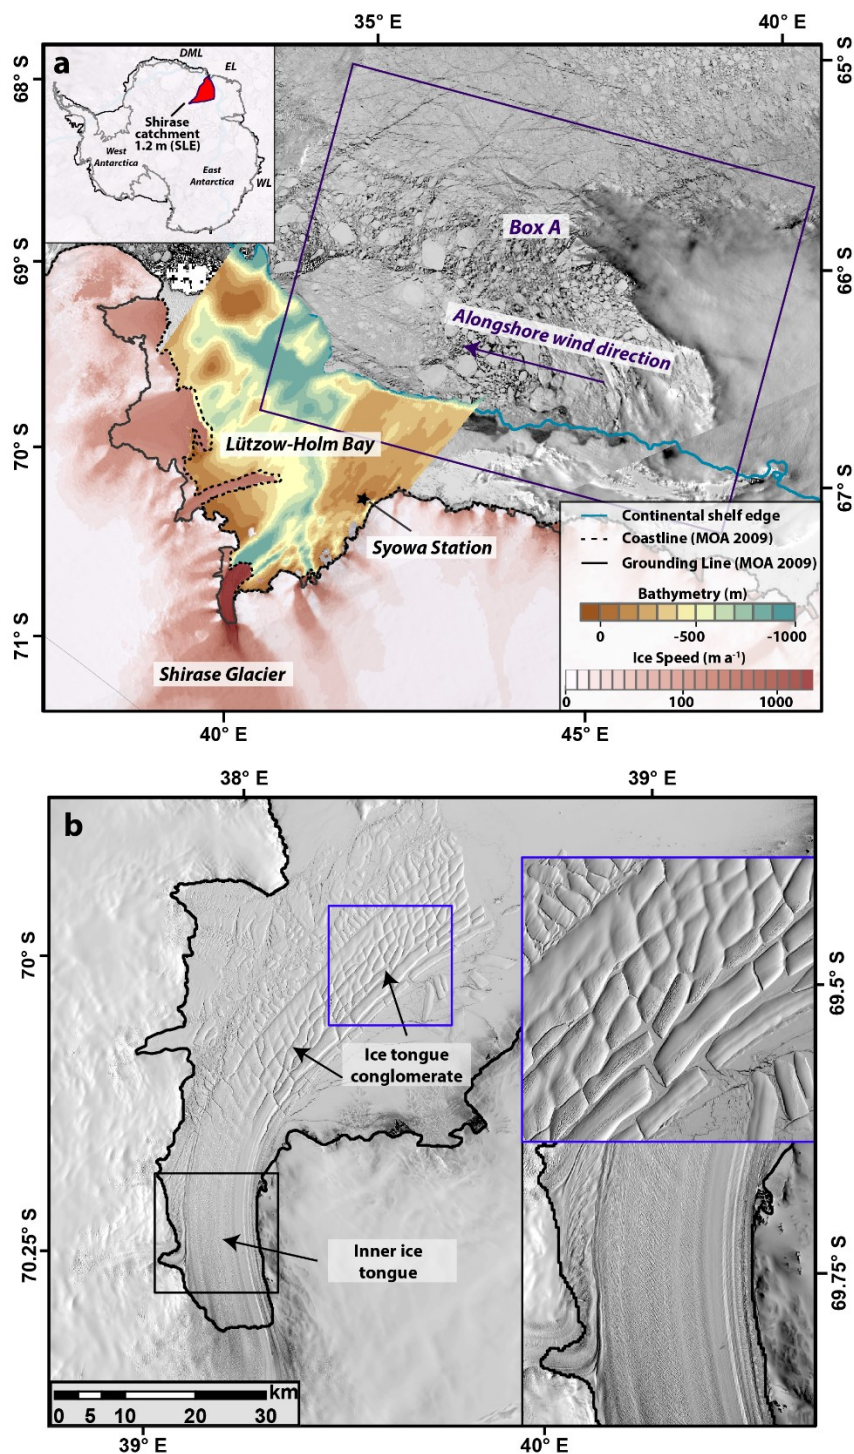 35° E
40° E
a
DML
EL
Shirase
catchment
1.2 m (SLE)
West
Antarctica
East
Antarctica
WL
68° S
69° S
70° S
71° S
65° S
66° S
67° S
Box A
Alongshore wind direction
Lützow-Holm Bay
Syowa Station
Shirase Glacier
Continental shelf edge
Coastline (MOA 2009)
Grounding Line (MOA 2009)
Bathymetry (m)
0 -500 -1000
Ice Speed (m a⁻¹)
0 100 1000
40° E
45° E
38° E
39° E
b
70° S
70.25° S
69.5° S
69.75° S
Ice tongue
conglomerate
Inner ice
tongue
km
0 5 10 20 30
39° E
40° E